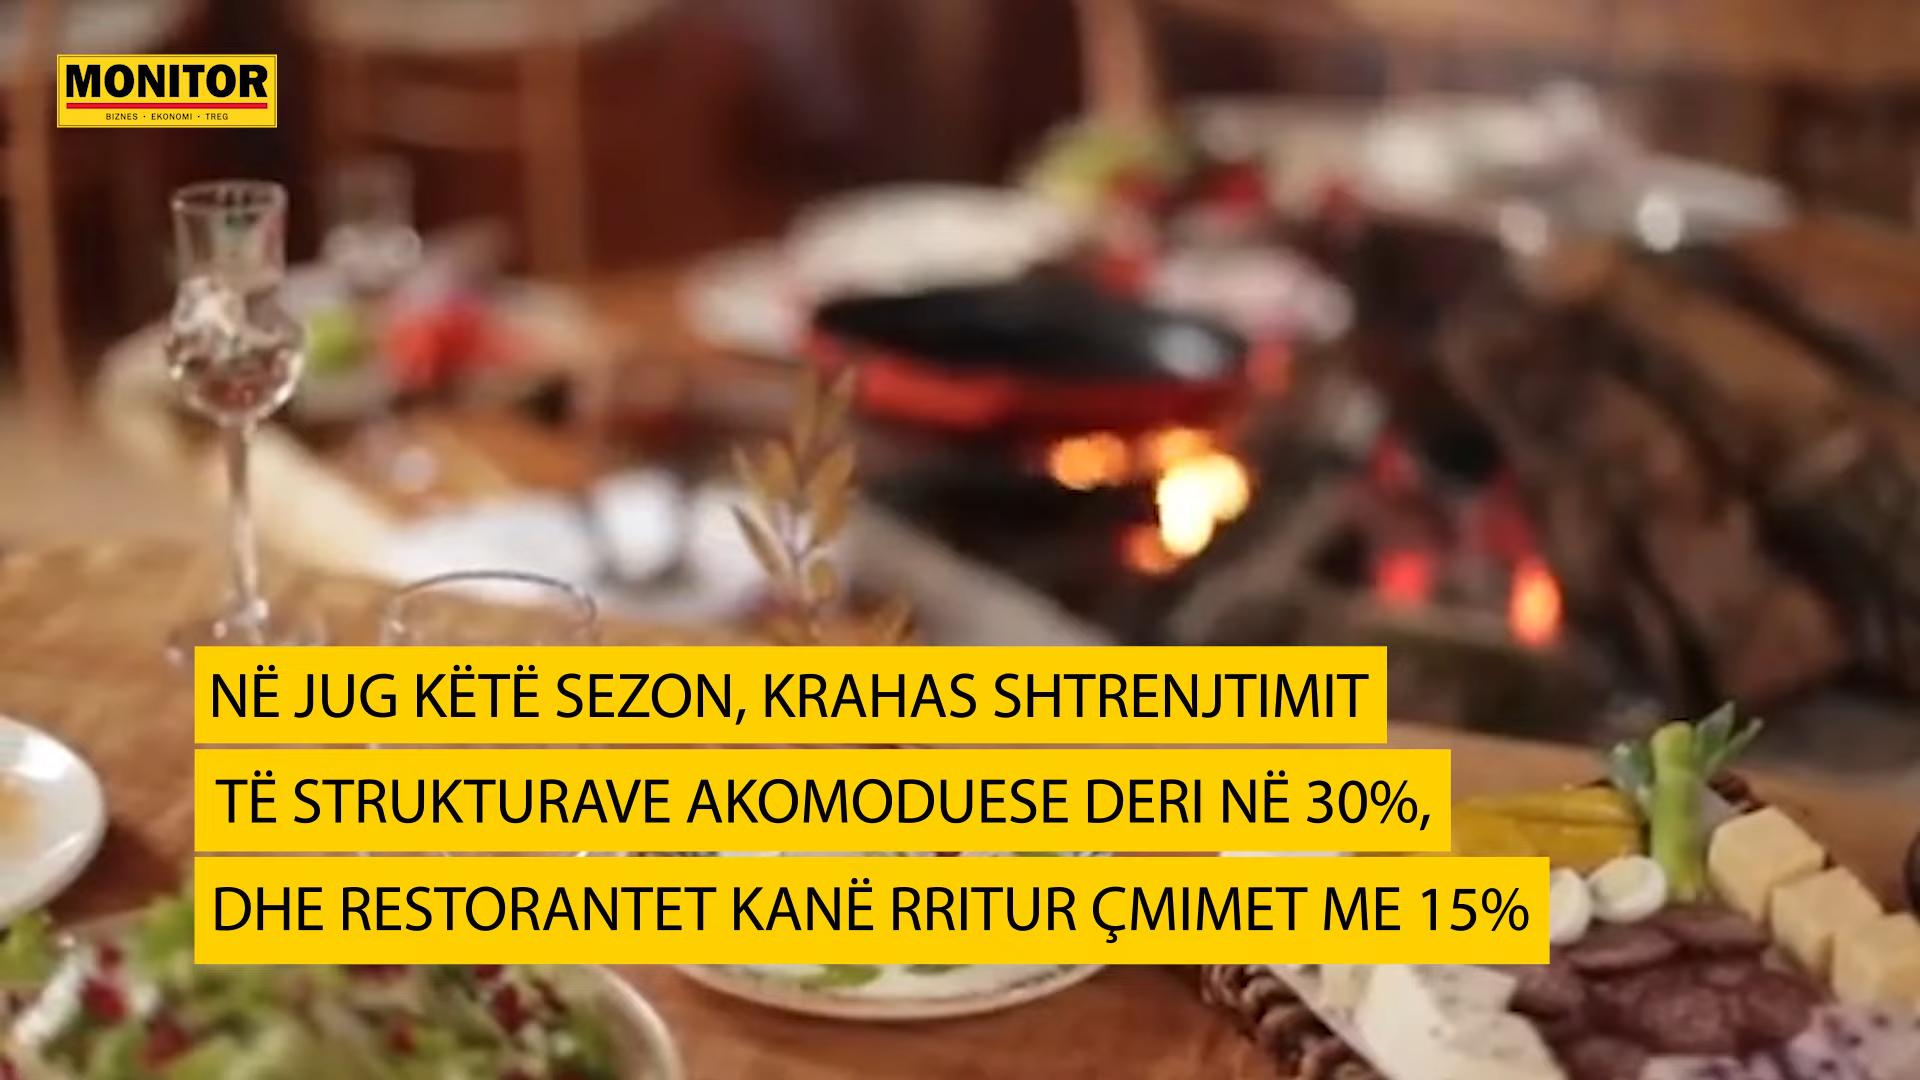 MONITOR
BIZNES · EKONOMI · TREG
NË JUG KËTË SEZON, KRAHAS SHTRENJTIMIT
TË STRUKTURAVE AKOMODUESE DERI NË 30%,
DHE RESTORANTET KANË RRITUR ÇMIMET ME 15%